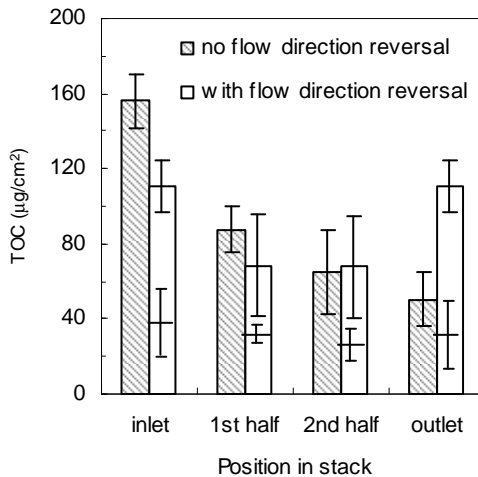 200
160
120
80
40
0
TOC (µg/cm²)
no flow direction reversal
with flow direction reversal
inlet 1st half 2nd half outlet
Position in stack